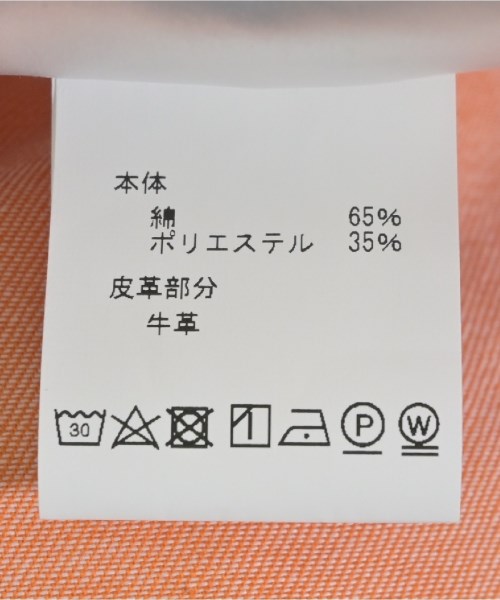 本体
綿 65%
ポリエステル 35%
皮革部分
牛革
30 P W